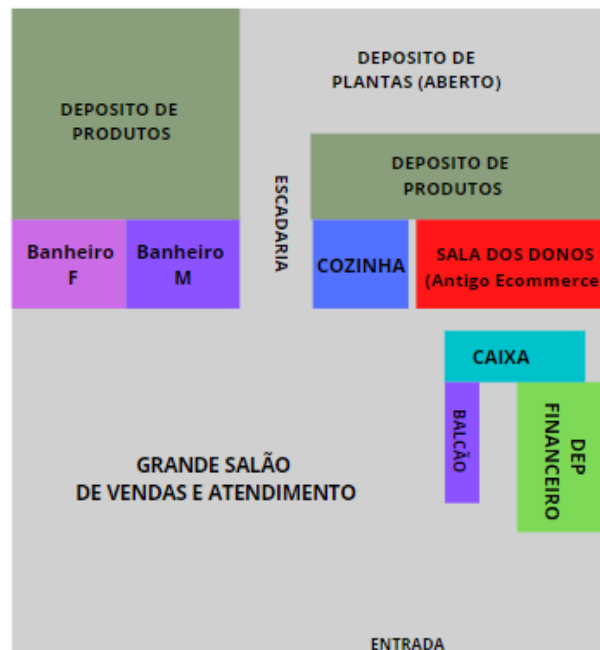 DEPOSITO DE
PLANTAS (ABERTO)
DEPOSITO DE
PRODUTOS
DEPOSITO DE
PRODUTOS
ESCADARIA
Banheiro
F
Banheiro
M
COZINHA
SALA DOS DONOS
(Antigo Ecommerce
CAIXA
BALCÃO
DEP
FINANCEIRO
GRANDE SALÃO
DE VENDAS E ATENDIMENTO
ENTRADA